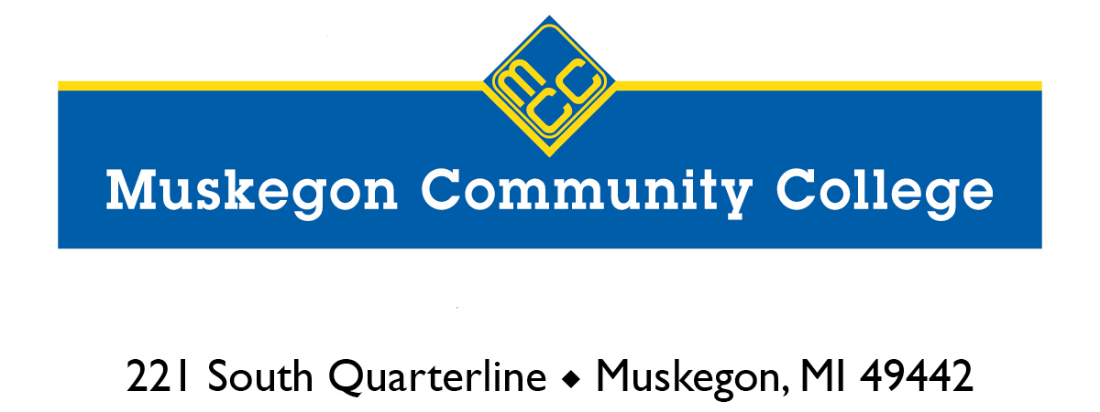 MCC
Muskegon Community College
221 South Quarterline ◆ Muskegon, MI 49442